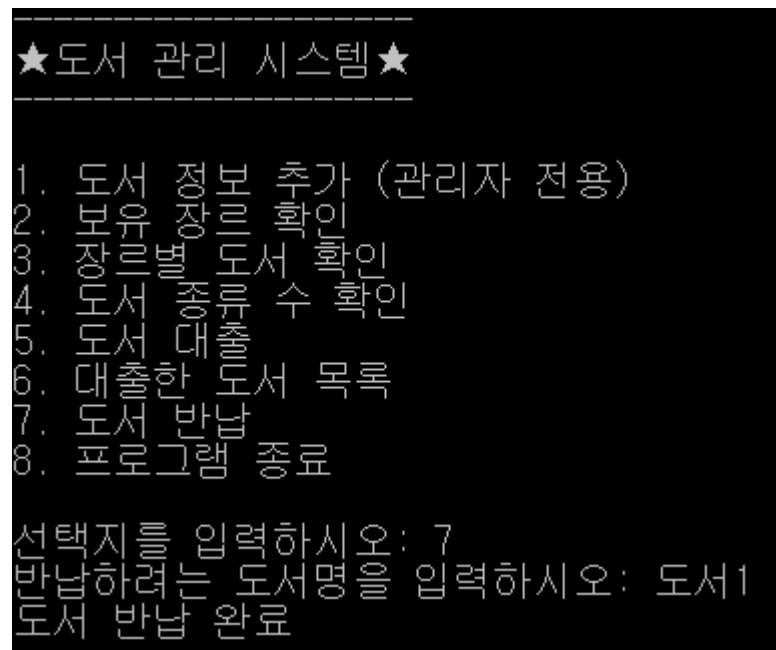 --------------------
★도서 관리 시스템★
--------------------
1. 도서 정보 추가 (관리자 전용)
2. 보유 장르 확인
3. 장르별 도서 확인
4. 도서 종류 수 확인
5. 도서 대출
6. 대출한 도서 목록
7. 도서 반납
8. 프로그램 종료
선택지를 입력하시오: 7
반납하려는 도서명을 입력하시오: 도서1
도서 반납 완료